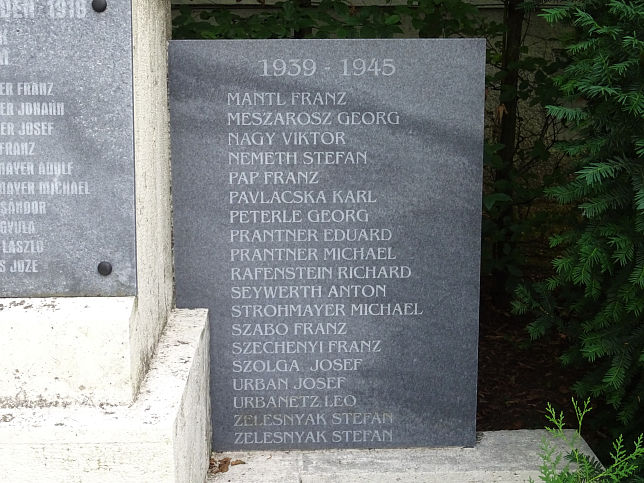 1918
ER FRANZ
ER JOHANN
ER JOSEF
FRANZ
MAYER ADOLF
MAYER MICHAEL
SANDOR
GYULA
LASZLO
S JOZE
1939 - 1945
MANTL FRANZ
MESZAROSZ GEORG
NAGY VIKTOR
NEMETH STEFAN
PAP FRANZ
PAVLACSKA KARL
PETERLE GEORG
PRANTNER EDUARD
PRANTNER MICHAEL
RAFENSTEIN RICHARD
SEYWERTH ANTON
STROHMAYER MICHAEL
SZABO FRANZ
SZECHENYI FRANZ
SZOLGA JOSEF
URBAN JOSEF
URBANETZ.LEO
ZELESNYAK STEFAN
ZELESNYAK STEFAN